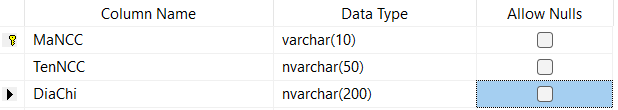 Column Name Data Type Allow Nulls
MaNCC varchar(10)
TenNCC nvarchar(50)
DiaChi nvarchar(200)